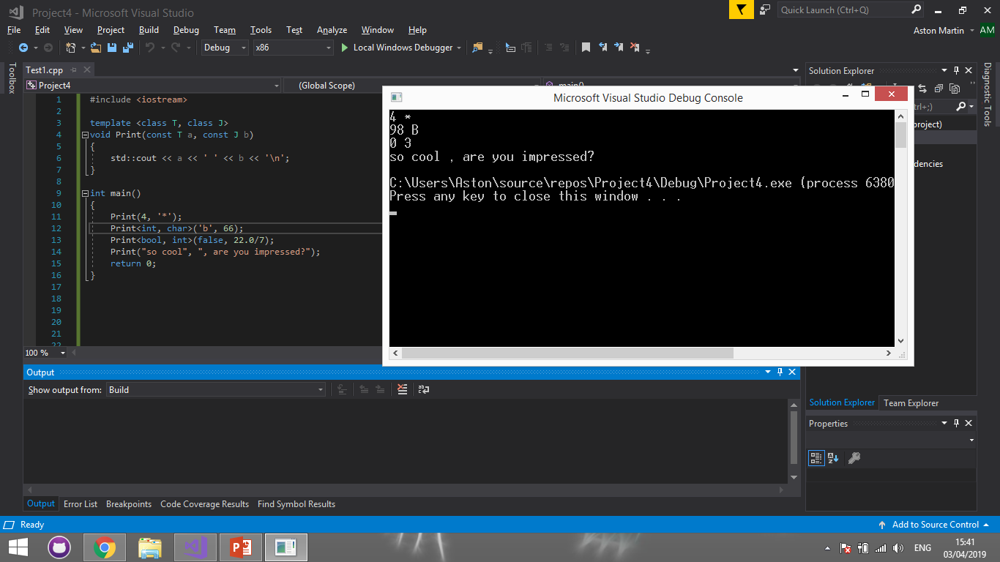 Project4 - Microsoft Visual Studio
Quick Launch (Ctrl+Q)
File Edit View Project Build Debug Team Tools Test Analyze Window Help
Aston Martin AM
Debug x86 Local Windows Debugger
Toolbox
Test1.cpp
Project4 (Global Scope) main()
1 #include <iostream>
2
3 template <class T, class J>
4 void Print(const T a, const J b)
5 {
6 std::cout << a << ' ' << b << '\n';
7 }
8
9 int main()
10 {
11 Print(4, '*');
12 Print<int, char>('b', 66);
13 Print<bool, int>(false, 22.0/7);
14 Print("so cool", ", are you impressed?");
15 return 0;
16 }
17
18
19
20
21
22
100 %
Microsoft Visual Studio Debug Console
4 *
98 B
0 3
so cool , are you impressed?
C:\Users\Aston\source\repos\Project4\Debug\Project4.exe (process 6380
Press any key to close this window . . .
Solution Explorer
trl+;)
project)
dencies
Diagnostic Tools
Output
Show output from: Build
Solution Explorer Team Explorer
Properties
Output Error List Breakpoints Code Coverage Results Find Symbol Results
Ready
Add to Source Control
ENG
15:41
03/04/2019